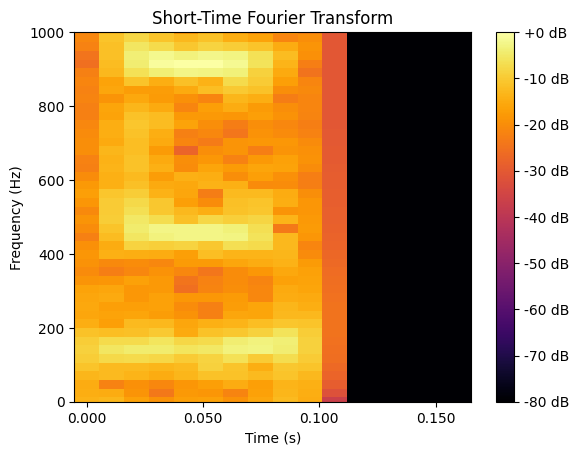 Short-Time Fourier Transform
1000
800
600
400
200
0
Frequency (Hz)
0.000
0.050
0.100
0.150
Time (s)
+0 dB
-10 dB
-20 dB
-30 dB
-40 dB
-50 dB
-60 dB
-70 dB
-80 dB